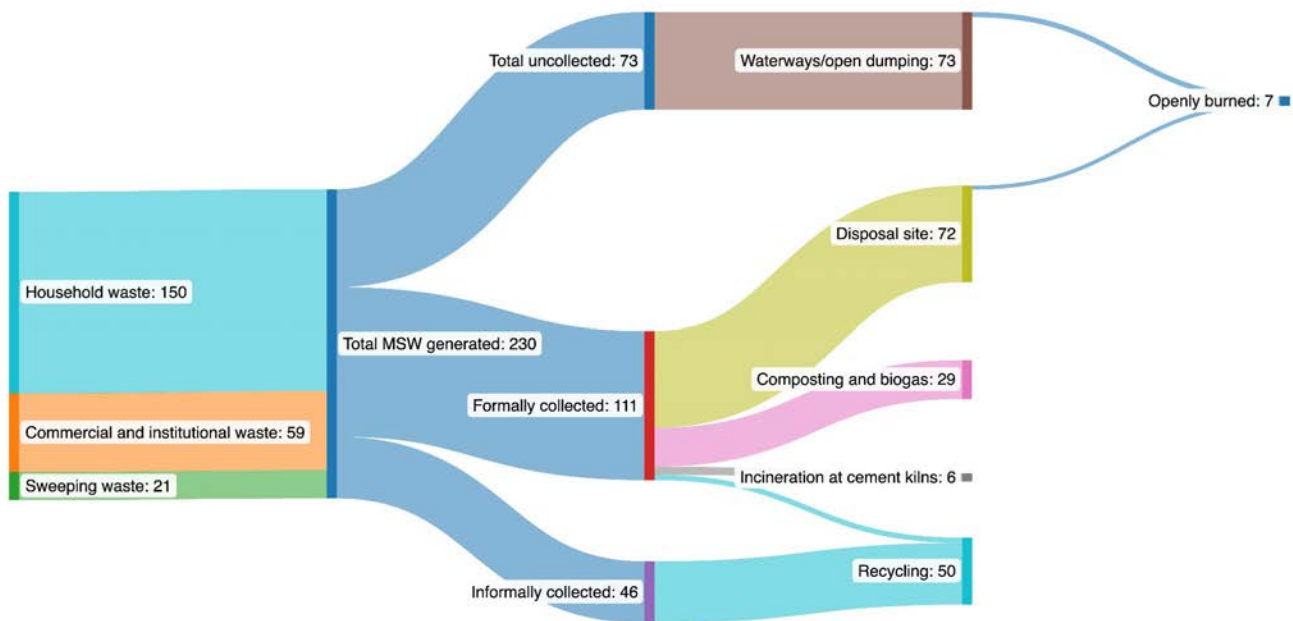 Total uncollected: 73
Waterways/open dumping: 73
Openly burned: 7
Disposal site: 72
Household waste: 150
Total MSW generated: 230
Composting and biogas: 29
Formally collected: 111
Commercial and institutional waste: 59
Incineration at cement kilns: 6
Sweeping waste: 21
Recycling: 50
Informally collected: 46